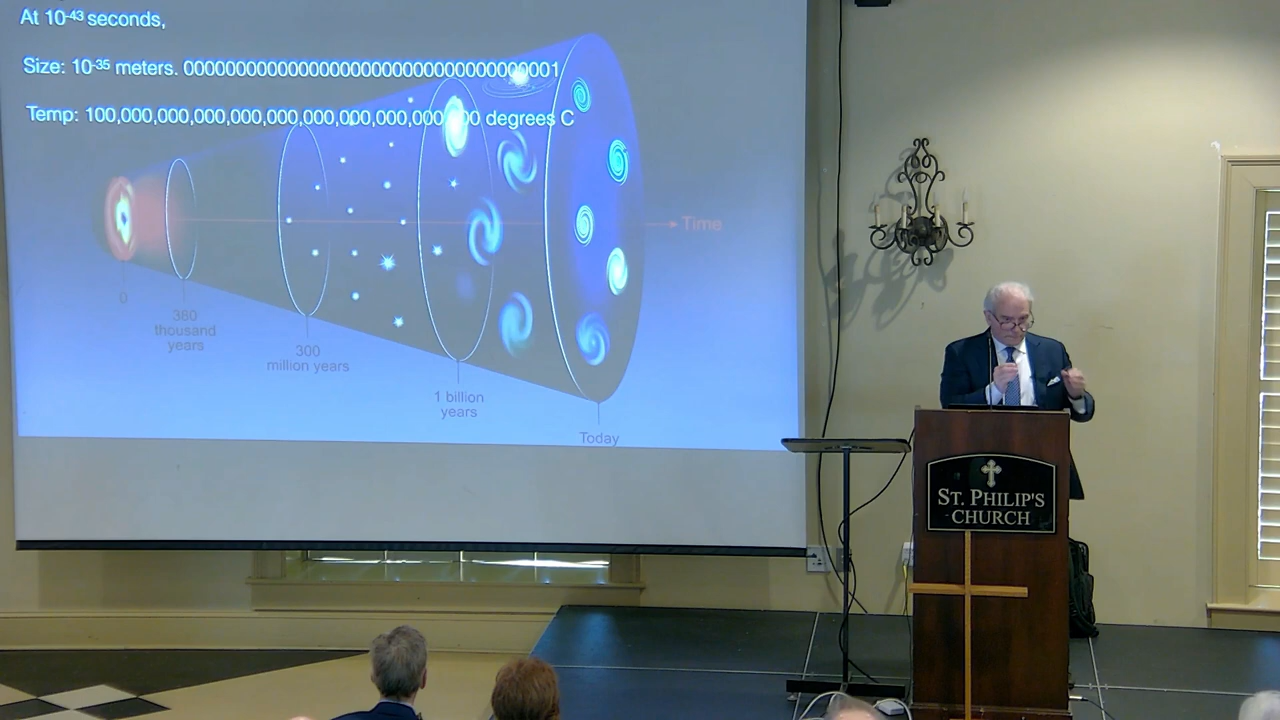 At 10⁻⁴³ seconds,
Size: 10⁻³⁵ meters. 000000000000000000000000000000000001
Temp: 100,000,000,000,000,000,000,000,000,000,000 degrees C
Time
0
380
thousand
years
300
million years
1 billion
years
Today
ST. PHILIP'S
CHURCH